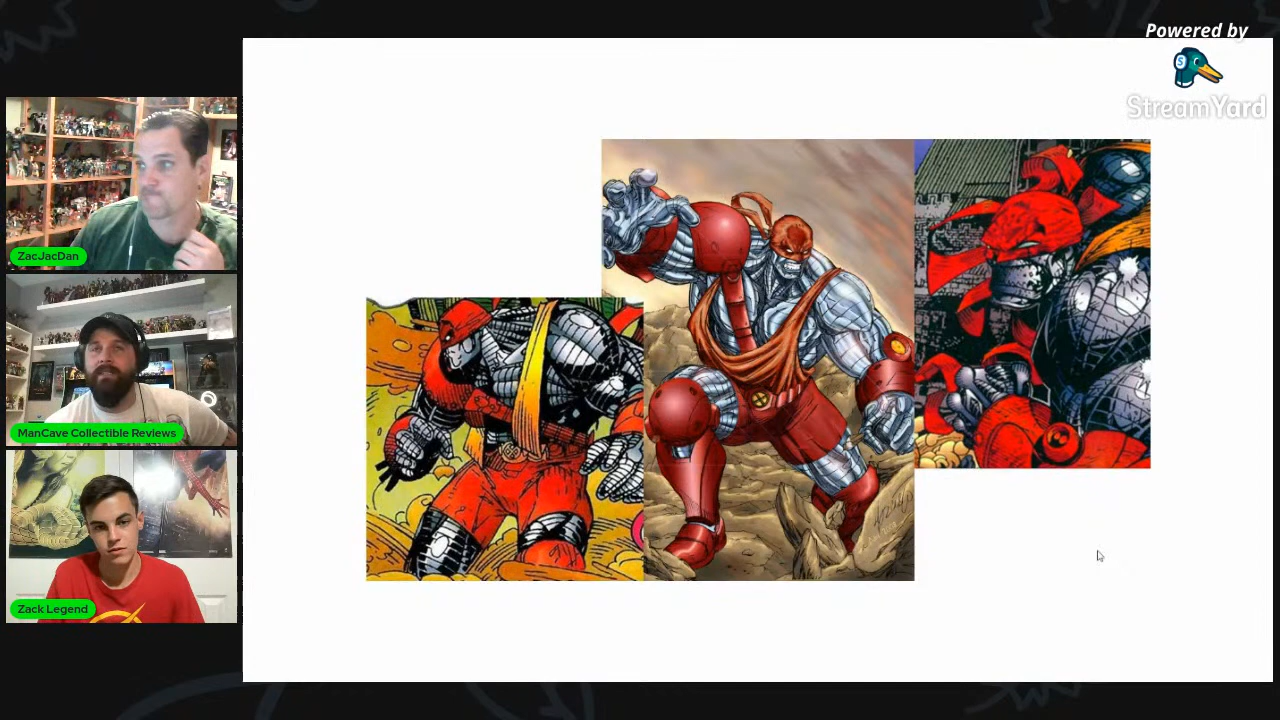 Powered by
StreamYard
ZacJacDan
ManCave Collectible Reviews
Zack Legend